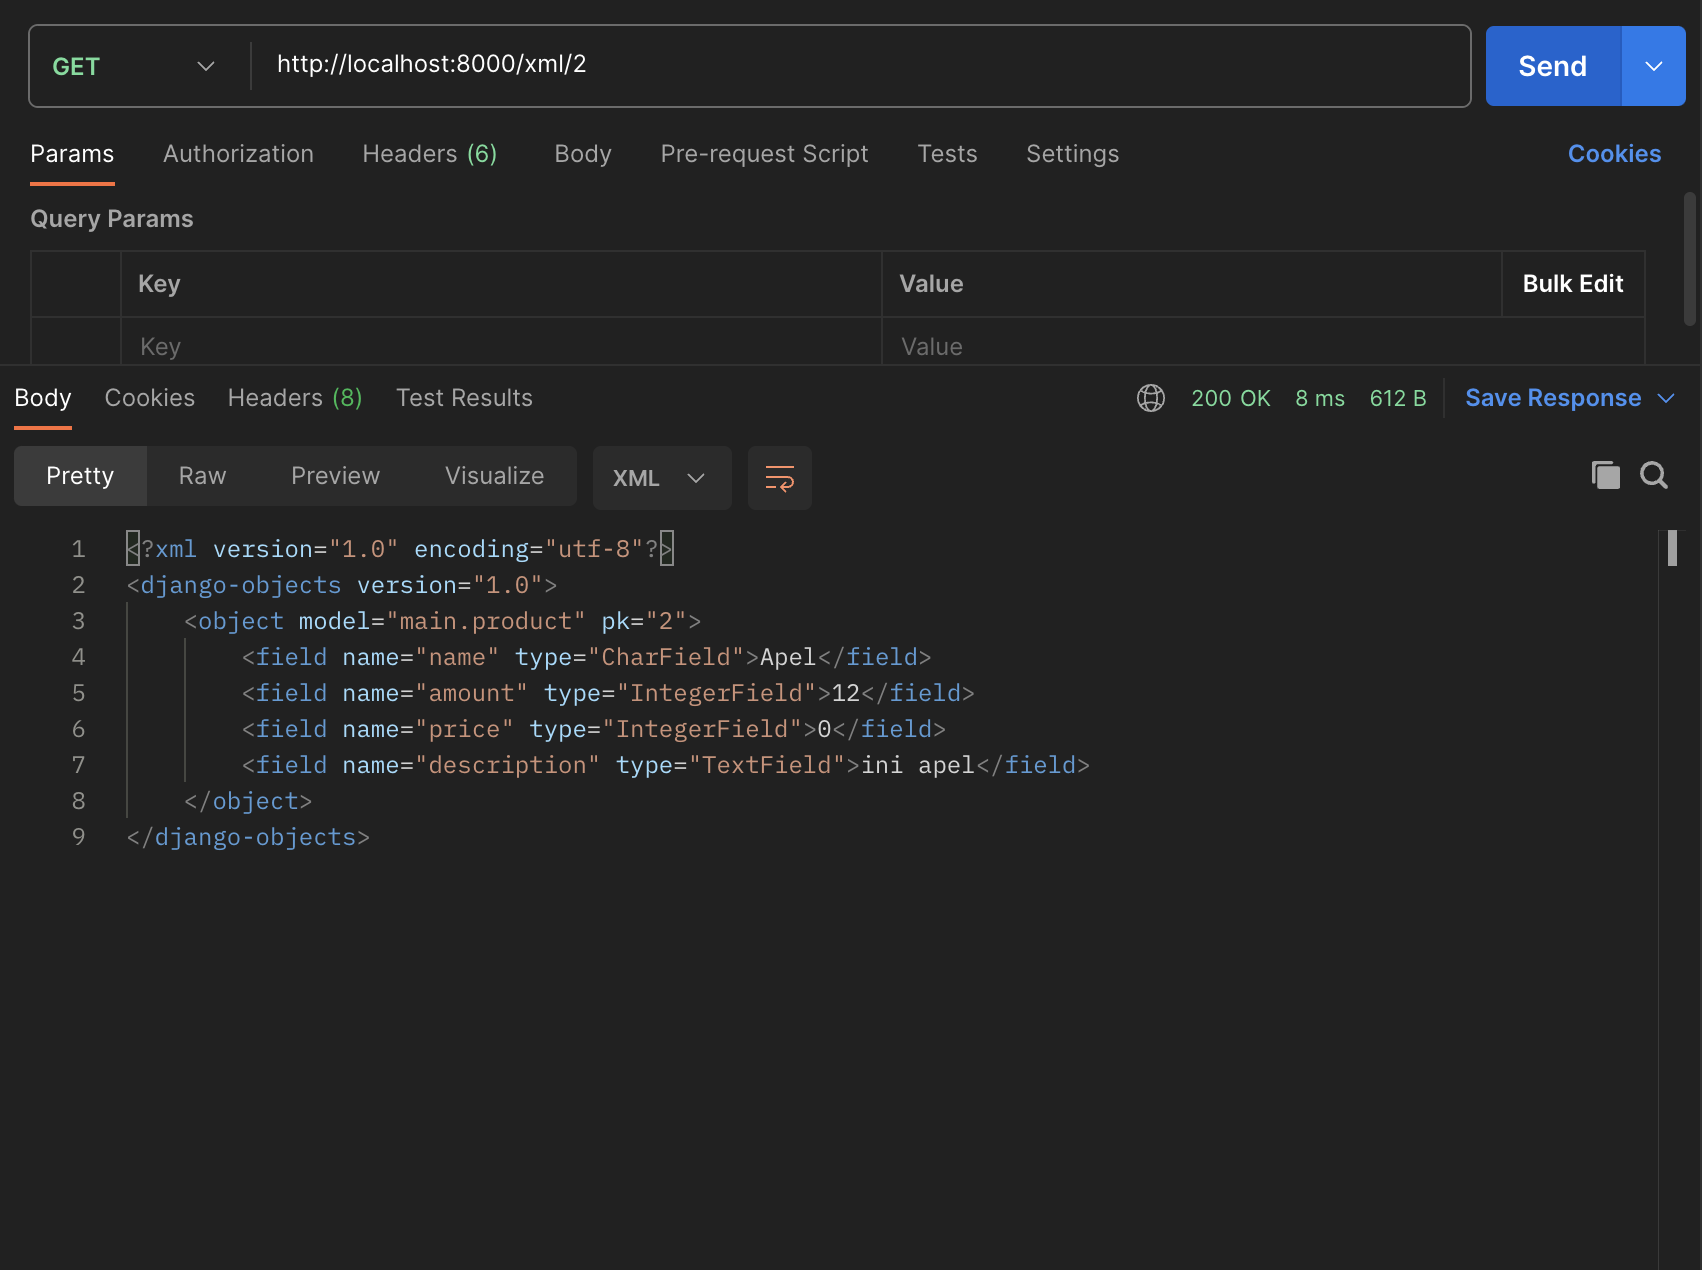 GET http://localhost:8000/xml/2 Send
Params Authorization Headers (6) Body Pre-request Script Tests Settings Cookies
Query Params
Key Value Bulk Edit
Key Value
Body Cookies Headers (8) Test Results 200 OK 8 ms 612 B Save Response
Pretty Raw Preview Visualize XML
1 <?xml version="1.0" encoding="utf-8"?>
2 <django-objects version="1.0">
3 <object model="main.product" pk="2">
4 <field name="name" type="CharField">Apel</field>
5 <field name="amount" type="IntegerField">12</field>
6 <field name="price" type="IntegerField">0</field>
7 <field name="description" type="TextField">ini apel</field>
8 </object>
9 </django-objects>